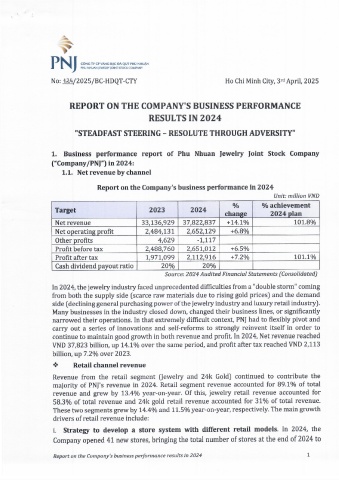 PNJ
CÔNG TY CP VÀNG BẠC ĐÁ QUÝ PHÚ NHUẬN
PHU NHUAN JEWELRY JOINT STOCK COMPANY
No: /2025/BC-HDQT-CTY Ho Chi Minh City, 3rd April, 2025
REPORT ON THE COMPANY'S BUSINESS PERFORMANCE
RESULTS IN 2024
"STEADFAST STEERING – RESOLUTE THROUGH ADVERSITY"
1. Business performance report of Phu Nhuan Jewelry Joint Stock Company
("Company/PNJ") in 2024:
1.1. Net revenue by channel
Report on the Company's business performance in 2024
Unit: million VND
Target 2023 2024 % change % achievement 2024 plan
Net revenue 33,136,929 37,822,837 +14.1% 101.8%
Net operating profit 2,484,131 2,652,129 +6.8%
Other profits 4,629 -1,117
Profit before tax 2,488,760 2,651,012 +6.5%
Profit after tax 1,971,099 2,112,916 +7.2% 101.1%
Cash dividend payout ratio 20% 20%
Source: 2024 Audited Financial Statements (Consolidated)
In 2024, the jewelry industry faced unprecedented difficulties from a "double storm" coming
from both the supply side (scarce raw materials due to rising gold prices) and the demand
side (declining general purchasing power of the jewelry industry and luxury retail industry).
Many businesses in the industry closed down, changed their business lines, or significantly
narrowed their operations. In that extremely difficult context, PNJ had to flexibly pivot and
carry out a series of innovations and self-reforms to strongly reinvent itself in order to
continue to maintain good growth in both revenue and profit. In 2024, Net revenue reached
VND 37,823 billion, up 14.1% over the same period, and profit after tax reached VND 2,113
billion, up 7.2% over 2023.
❖ Retail channel revenue
Revenue from the retail segment (Jewelry and 24k Gold) continued to contribute the
majority of PNJ's revenue in 2024. Retail segment revenue accounted for 89.1% of total
revenue and grew by 13.4% year-on-year. Of this, jewelry retail revenue accounted for
58.3% of total revenue and 24k gold retail revenue accounted for 31% of total revenue.
These two segments grew by 14.4% and 11.5% year-on-year, respectively. The main growth
drivers of retail revenue include:
i. Strategy to develop a store system with different retail models. In 2024, the
Company opened 41 new stores, bringing the total number of stores at the end of 2024 to
Report on the Company's business performance results in 2024 1